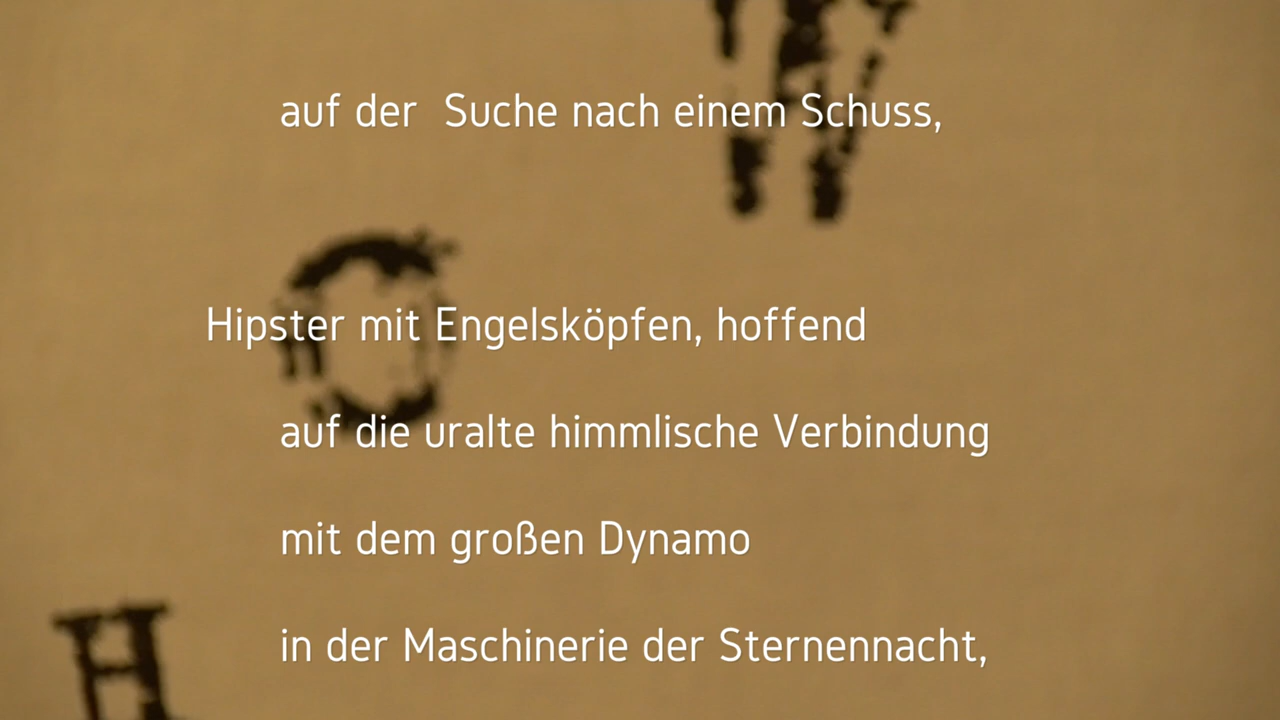 W
auf der Suche nach einem Schuss,
O
Hipster mit Engelsköpfen, hoffend
auf die uralte himmlische Verbindung
mit dem großen Dynamo
H
in der Maschinerie der Sternennacht,